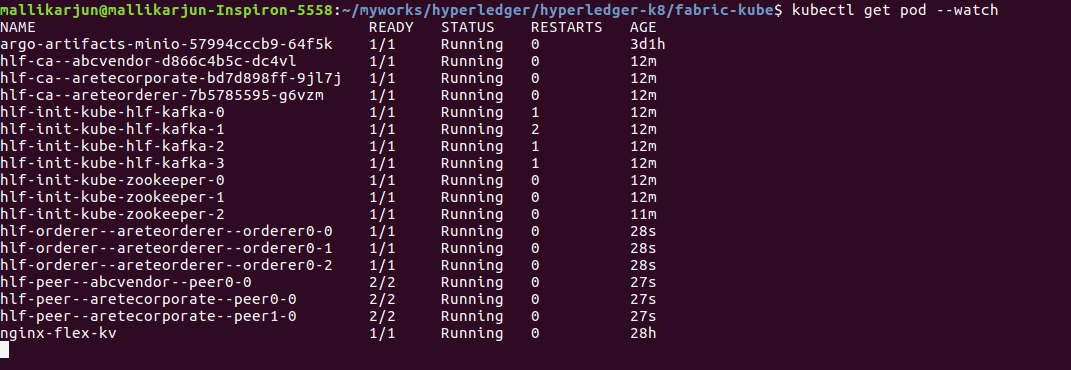 mallikarjun@mallikarjun-Inspiron-5558:~/myworks/hyperledger/hyperledger-k8/fabric-kube$ kubectl get pod --watch
NAME READY STATUS RESTARTS AGE
argo-artifacts-minio-57994cccb9-64f5k 1/1 Running 0 3d1h
hlf-ca--abcvendor-d866c4b5c-dc4vl 1/1 Running 0 12m
hlf-ca--aretecorporate-bd7d898ff-9jl7j 1/1 Running 0 12m
hlf-ca--areteorderer-7b5785595-g6vzm 1/1 Running 0 12m
hlf-init-kube-hlf-kafka-0 1/1 Running 1 12m
hlf-init-kube-hlf-kafka-1 1/1 Running 2 12m
hlf-init-kube-hlf-kafka-2 1/1 Running 1 12m
hlf-init-kube-hlf-kafka-3 1/1 Running 1 12m
hlf-init-kube-zookeeper-0 1/1 Running 0 12m
hlf-init-kube-zookeeper-1 1/1 Running 0 12m
hlf-init-kube-zookeeper-2 1/1 Running 0 11m
hlf-orderer--areteorderer--orderer0-0 1/1 Running 0 28s
hlf-orderer--areteorderer--orderer0-1 1/1 Running 0 28s
hlf-orderer--areteorderer--orderer0-2 1/1 Running 0 28s
hlf-peer--abcvendor--peer0-0 2/2 Running 0 27s
hlf-peer--aretecorporate--peer0-0 2/2 Running 0 27s
hlf-peer--aretecorporate--peer1-0 2/2 Running 0 27s
nginx-flex-kv 1/1 Running 0 28h